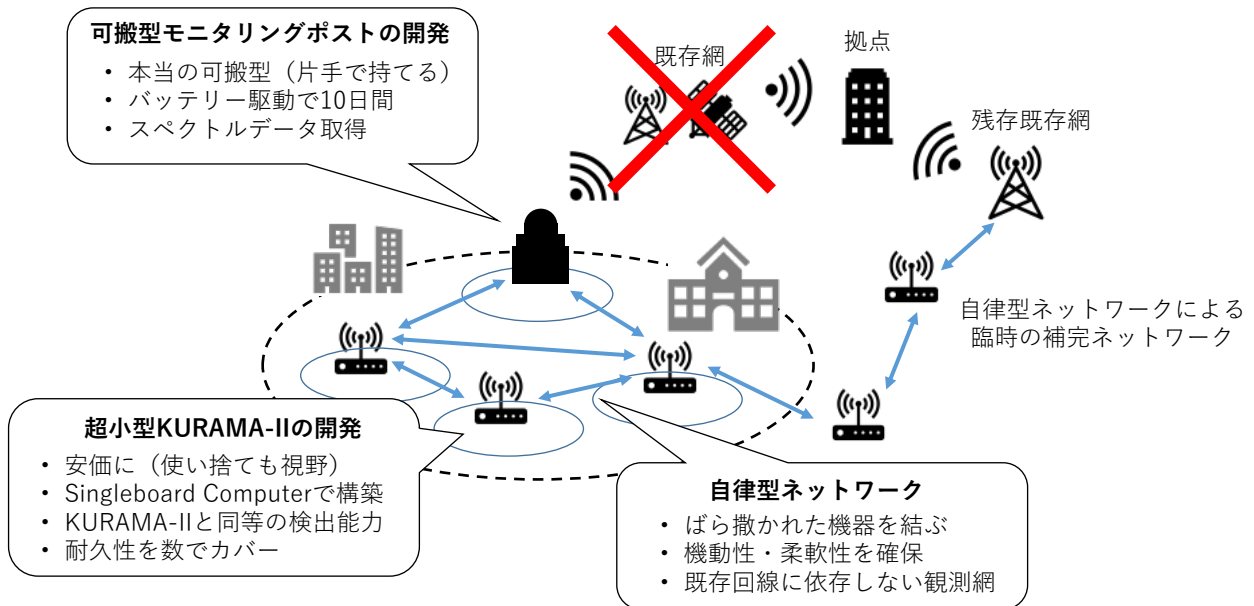 可搬型モニタリングポストの開発
• 本当の可搬型（片手で持てる）
• バッテリー駆動で10日間
• スペクトルデータ取得
既存網
拠点
残存既存網
自律型ネットワークによる
臨時の補完ネットワーク
超小型KURAMA-IIの開発
• 安価に（使い捨ても視野）
• Singleboard Computerで構築
• KURAMA-IIと同等の検出能力
• 耐久性を数でカバー
自律型ネットワーク
• ばら撒かれた機器を結ぶ
• 機動性・柔軟性を確保
• 既存回線に依存しない観測網